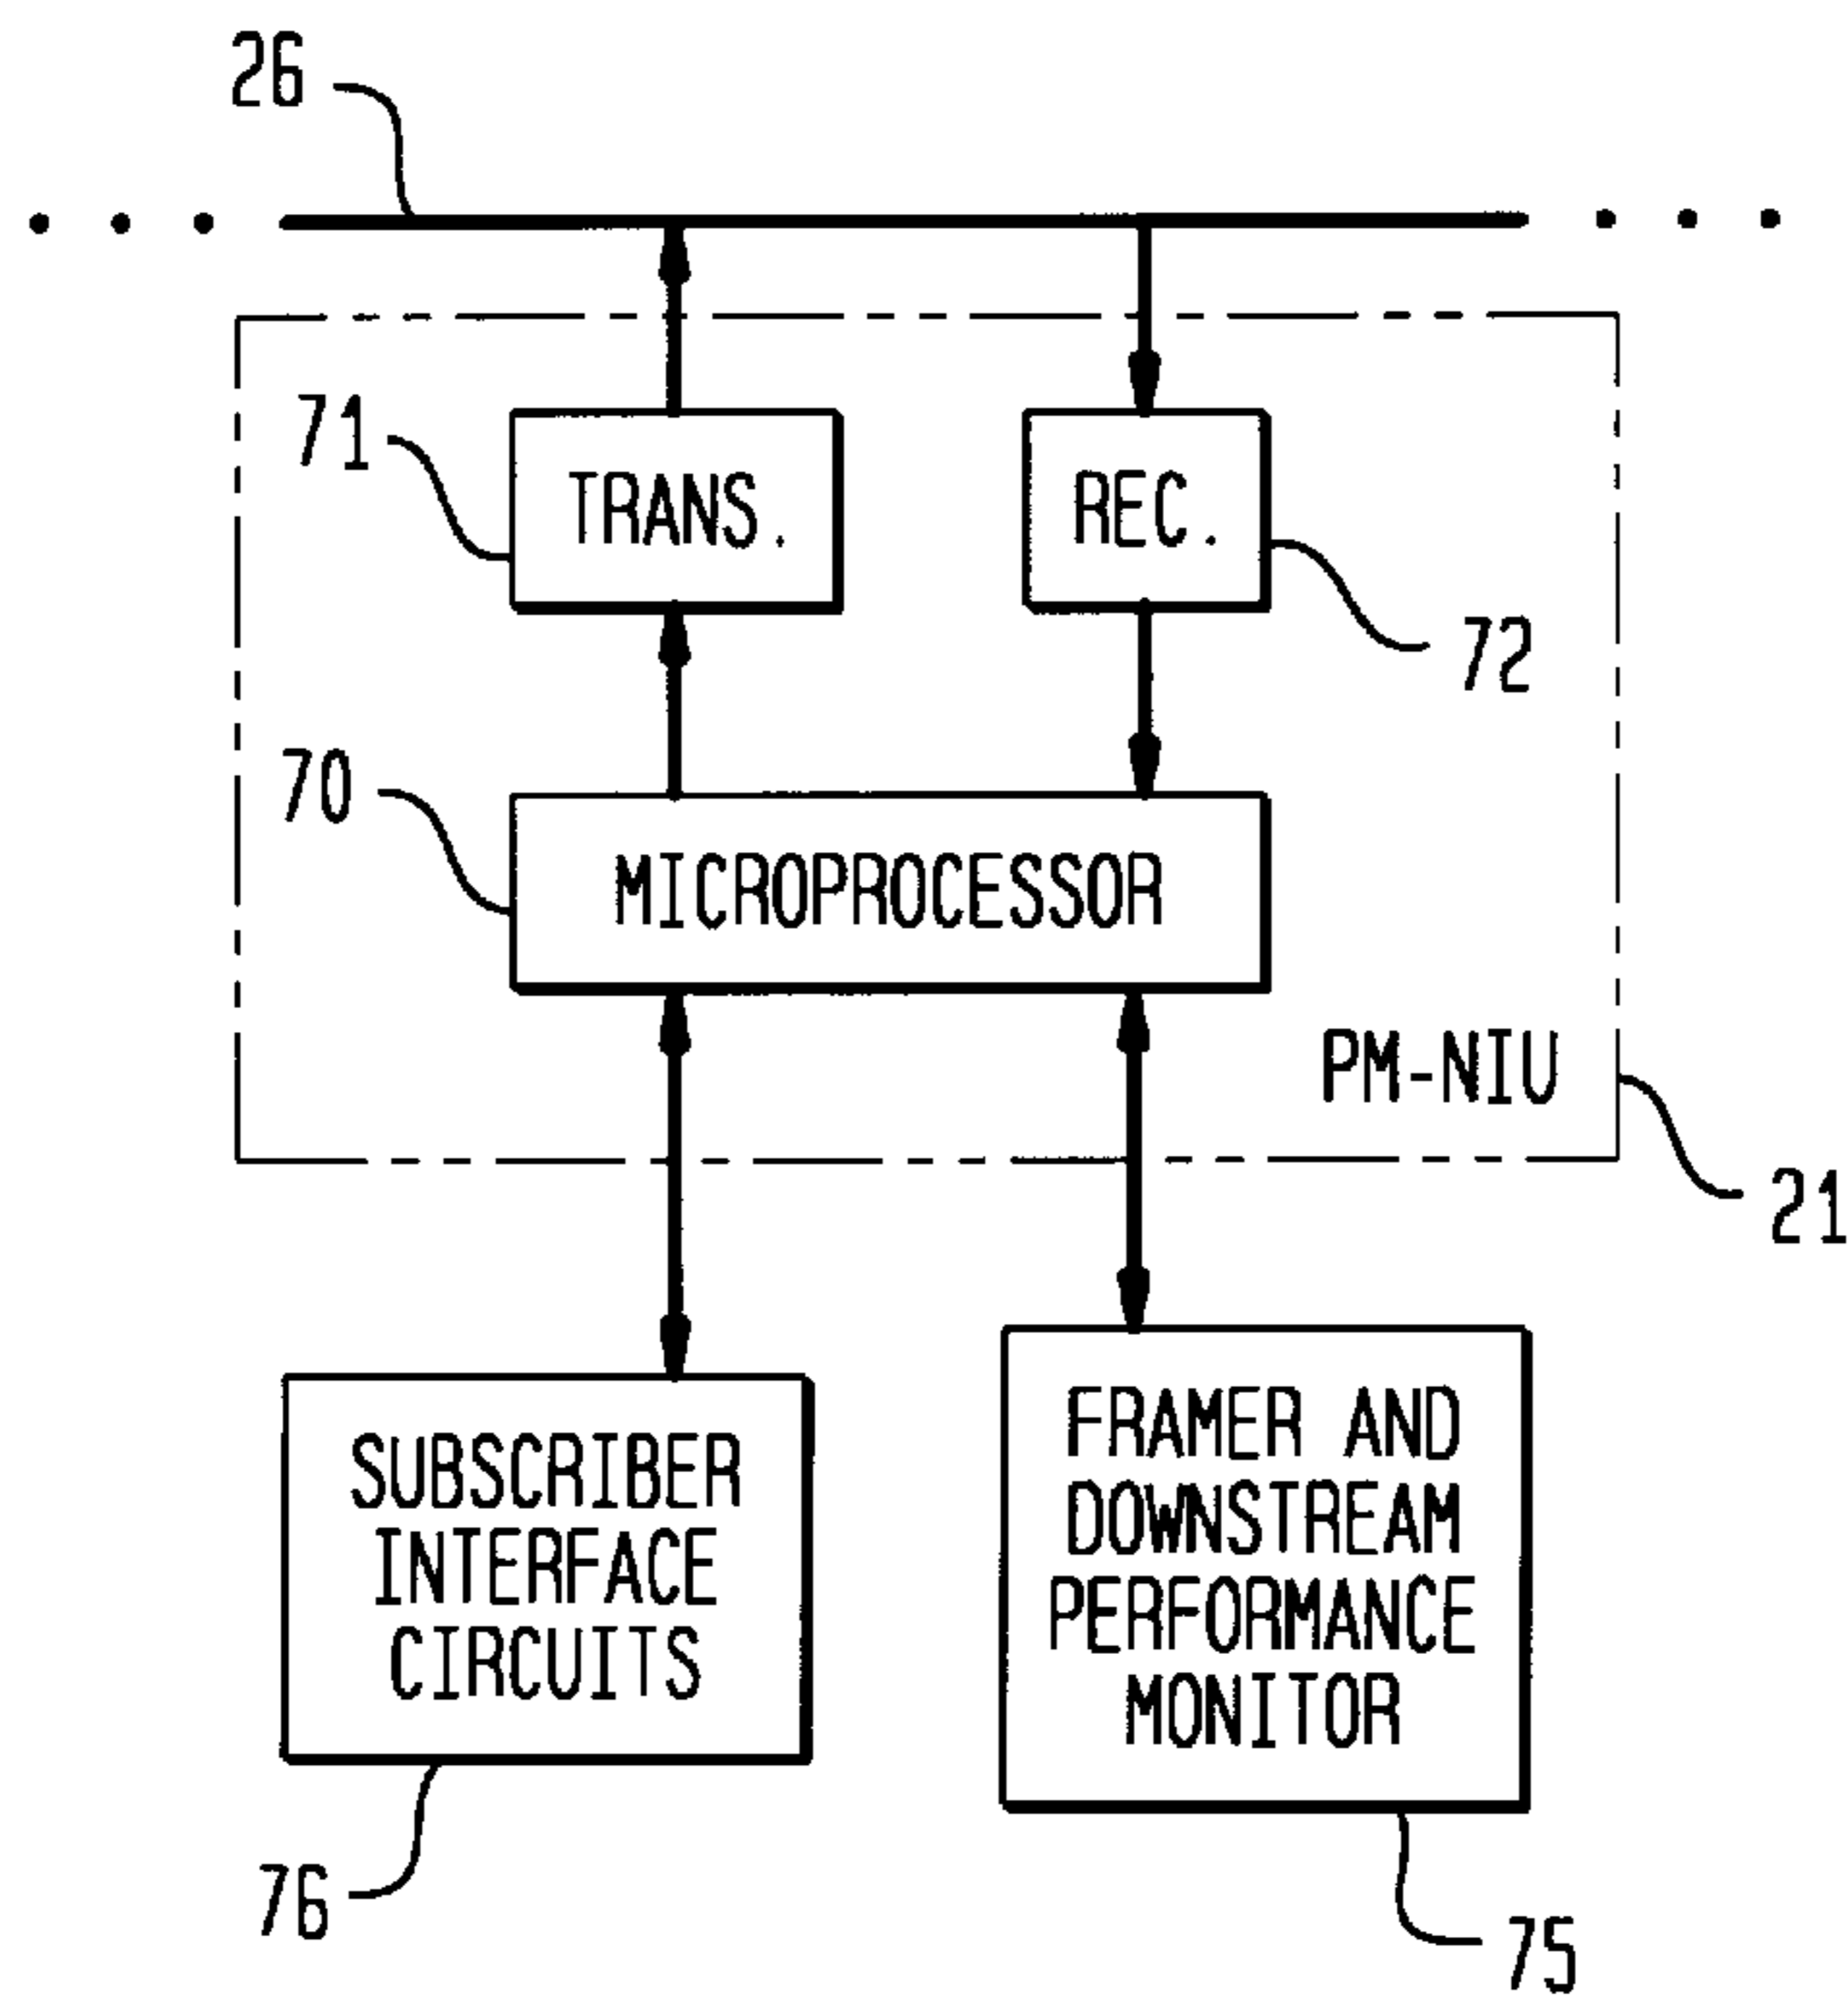 26
71
TRANS.
REC.
72
70
MICROPROCESSOR
PM-NIU
21
SUBSCRIBER
INTERFACE
CIRCUITS
FRAMER AND
DOWNSTREAM
PERFORMANCE
MONITOR
76
75